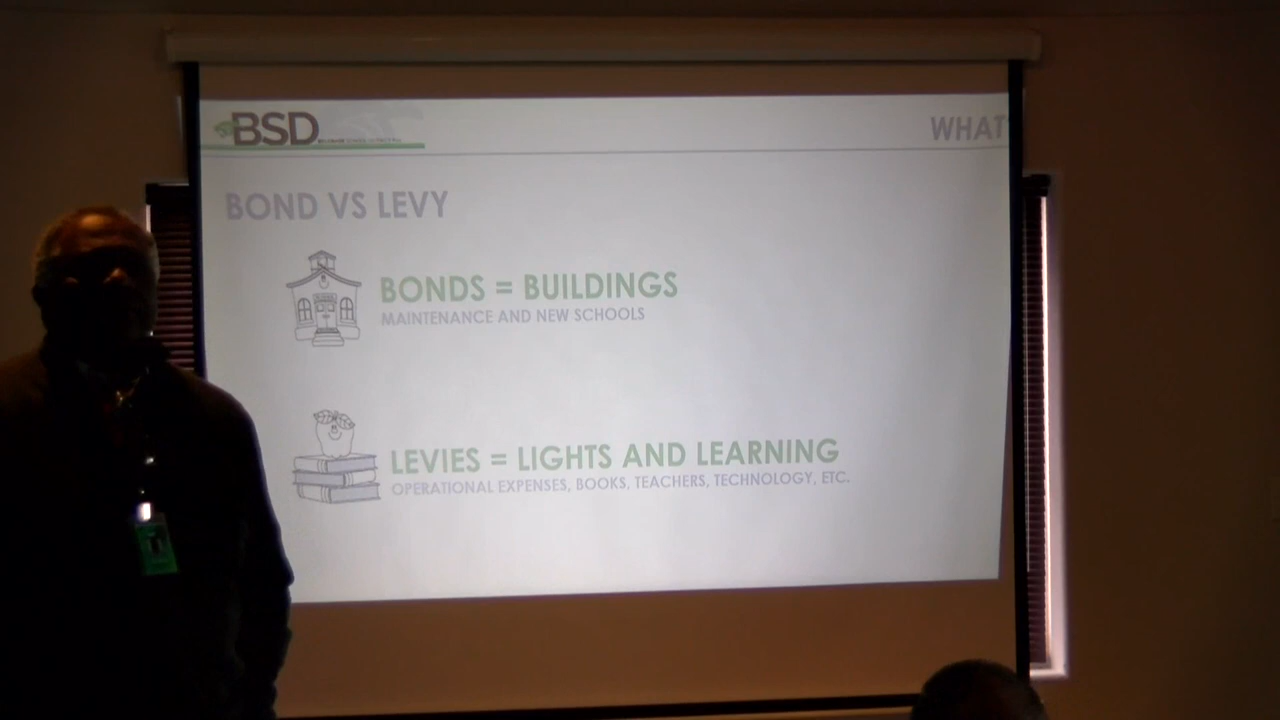 BSD
WHAT
BOND VS LEVY
BONDS = BUILDINGS
MAINTENANCE AND NEW SCHOOLS
LEVIES = LIGHTS AND LEARNING
OPERATIONAL EXPENSES, BOOKS, TEACHERS, TECHNOLOGY, ETC.